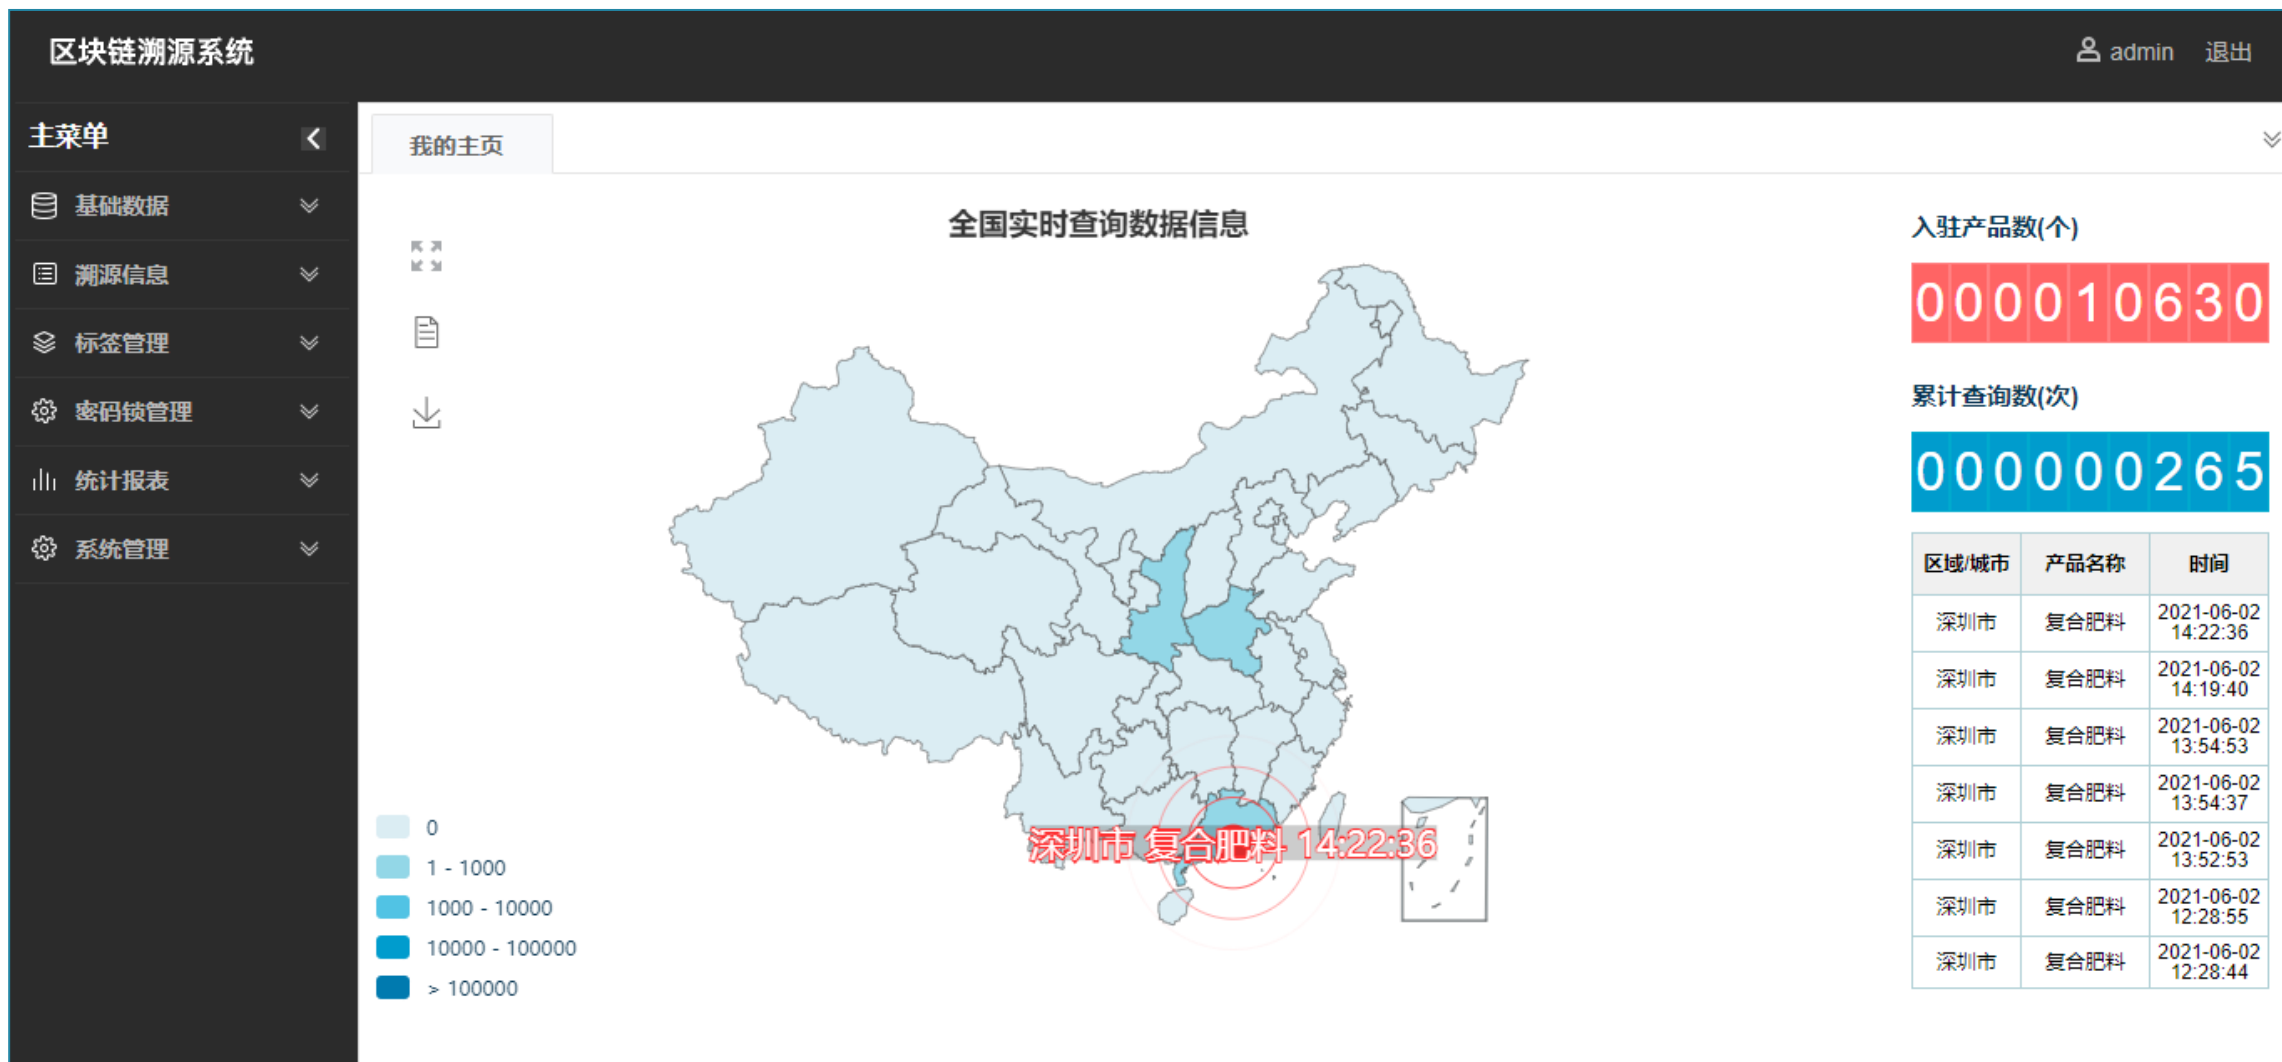 区块链溯源系统
admin 退出
主菜单
基础数据
溯源信息
标签管理
密码锁管理
统计报表
系统管理
我的主页
全国实时查询数据信息
深圳市 复合肥料 14:22:36
0
1 - 1000
1000 - 10000
10000 - 100000
> 100000
入驻产品数(个)
000010630
累计查询数(次)
000000265
区域/城市 产品名称 时间
深圳市 复合肥料 2021-06-02
14:22:36
深圳市 复合肥料 2021-06-02
14:19:40
深圳市 复合肥料 2021-06-02
13:54:53
深圳市 复合肥料 2021-06-02
13:54:37
深圳市 复合肥料 2021-06-02
13:52:53
深圳市 复合肥料 2021-06-02
12:28:55
深圳市 复合肥料 2021-06-02
12:28:44